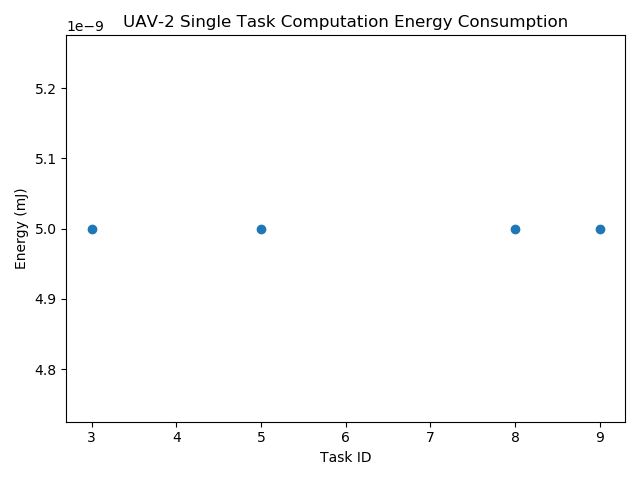 UAV-2 Single Task Computation Energy Consumption
1e−9
5.2
5.1
5.0
4.9
4.8
Energy (mJ)
3 4 5 6 7 8 9
Task ID